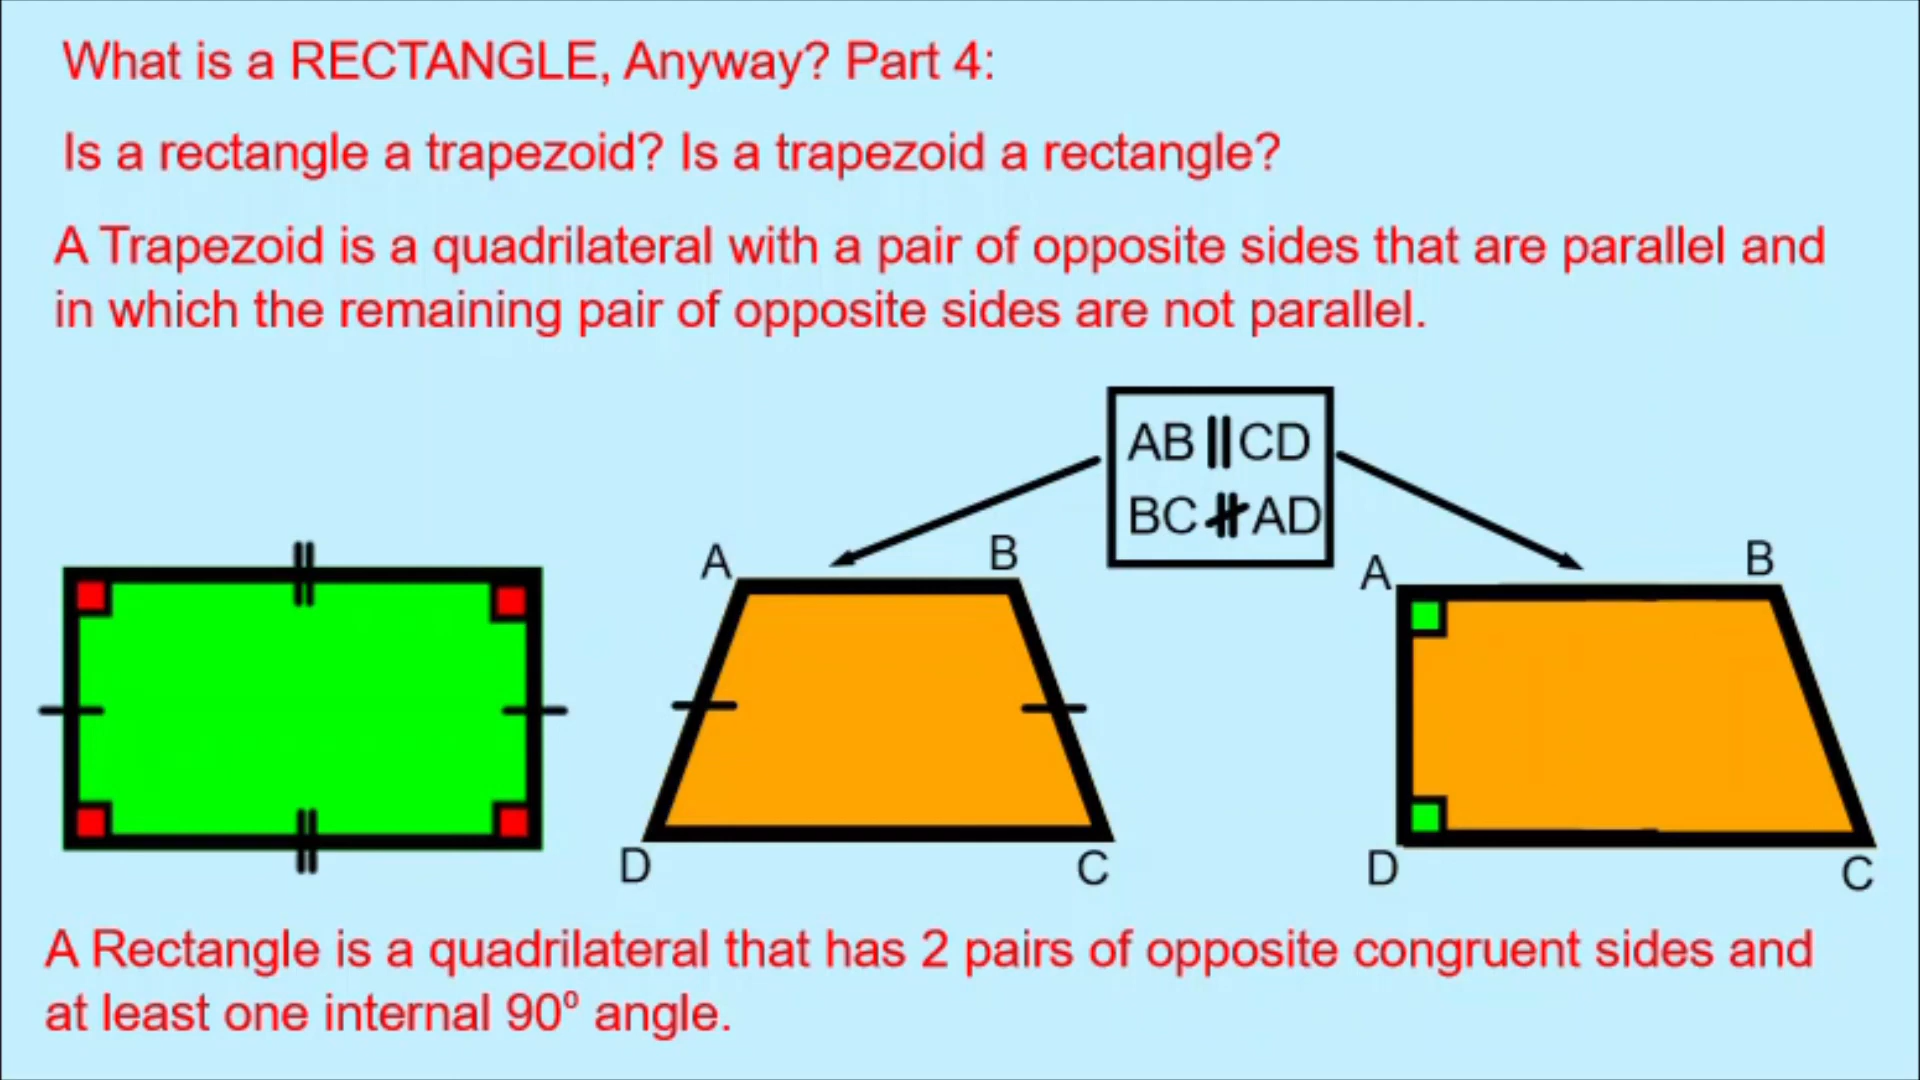 What is a RECTANGLE, Anyway? Part 4:
Is a rectangle a trapezoid? Is a trapezoid a rectangle?
A Trapezoid is a quadrilateral with a pair of opposite sides that are parallel and
in which the remaining pair of opposite sides are not parallel.
AB ∥ CD
BC ∦ AD
A B
D C
A B
D C
A Rectangle is a quadrilateral that has 2 pairs of opposite congruent sides and
at least one internal 90° angle.